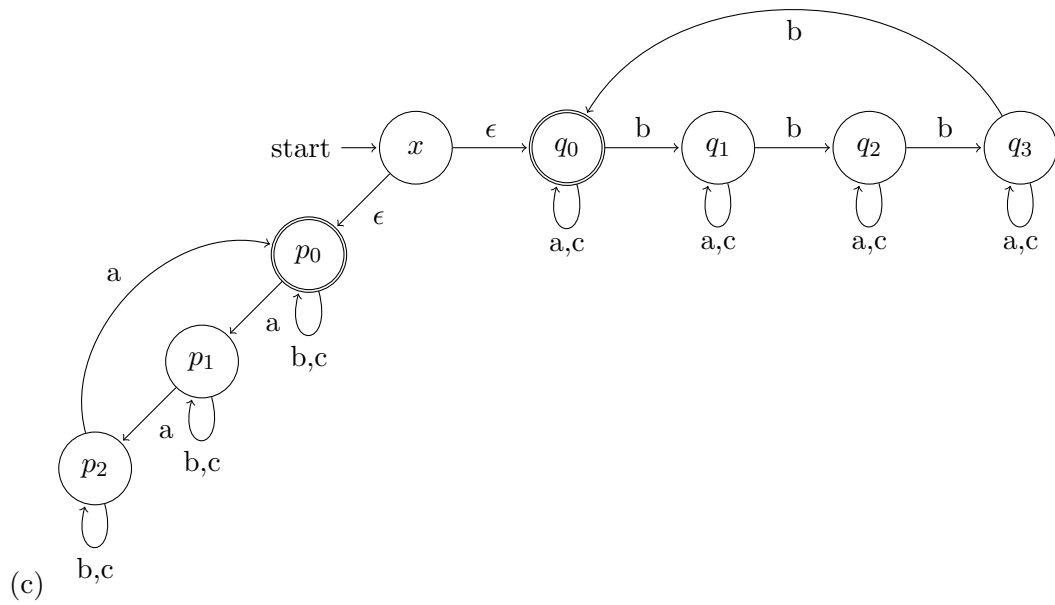 b
start x ϵ q0 b q1 b q2 b q3
ϵ
a,c a,c a,c a,c
p0
a
a
b,c
p1
a
b,c
p2
b,c
(c)